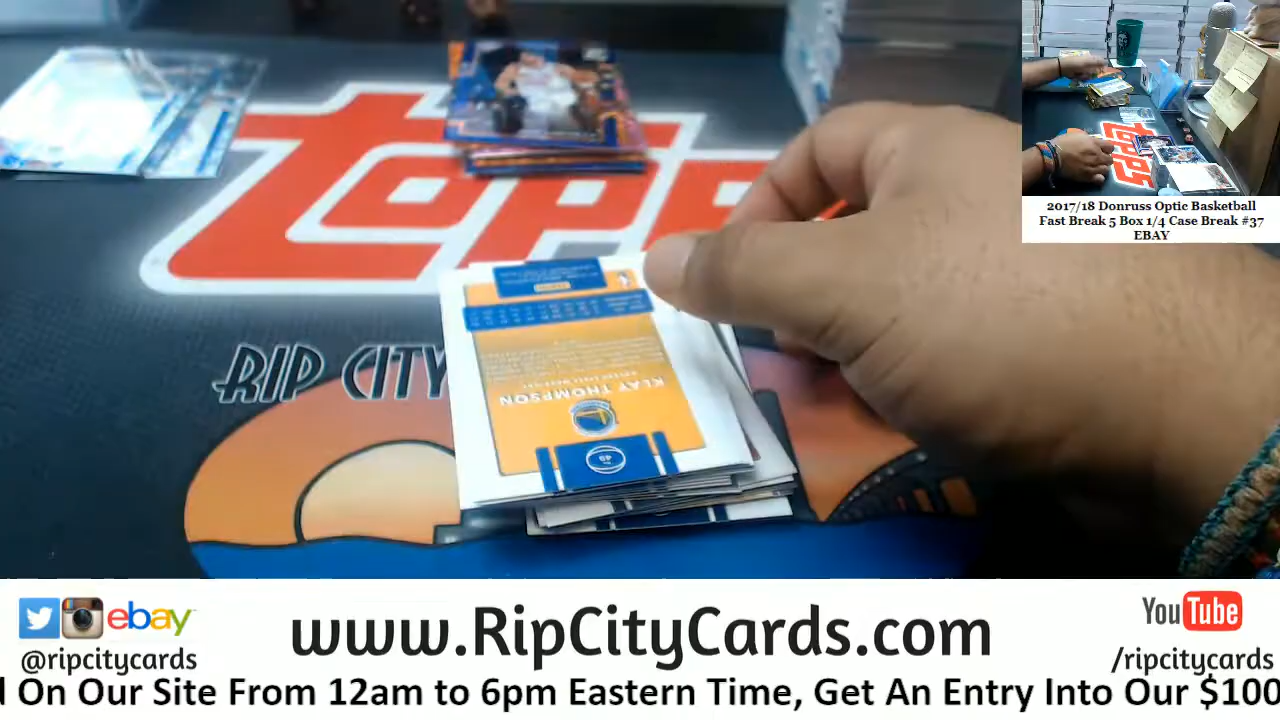 topps
RIP CITY
KLAY THOMPSON
49
topps
2017/18 Donruss Optic Basketball
Fast Break 5 Box 1/4 Case Break #37
EBAY
ebay
@ripcitycards
www.RipCityCards.com
YouTube
/ripcitycards
On Our Site From 12am to 6pm Eastern Time, Get An Entry Into Our $100